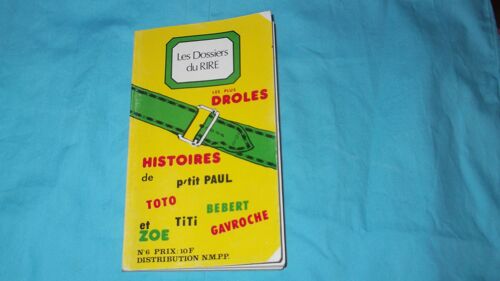 Les Dossiers
du RIRE
LES PLUS
DROLES
HISTOIRES
de p'tit PAUL
TOTO BEBERT
et TiTi GAVROCHE
ZOE
N°6 PRIX: 10F
DISTRIBUTION N.M.P.P.